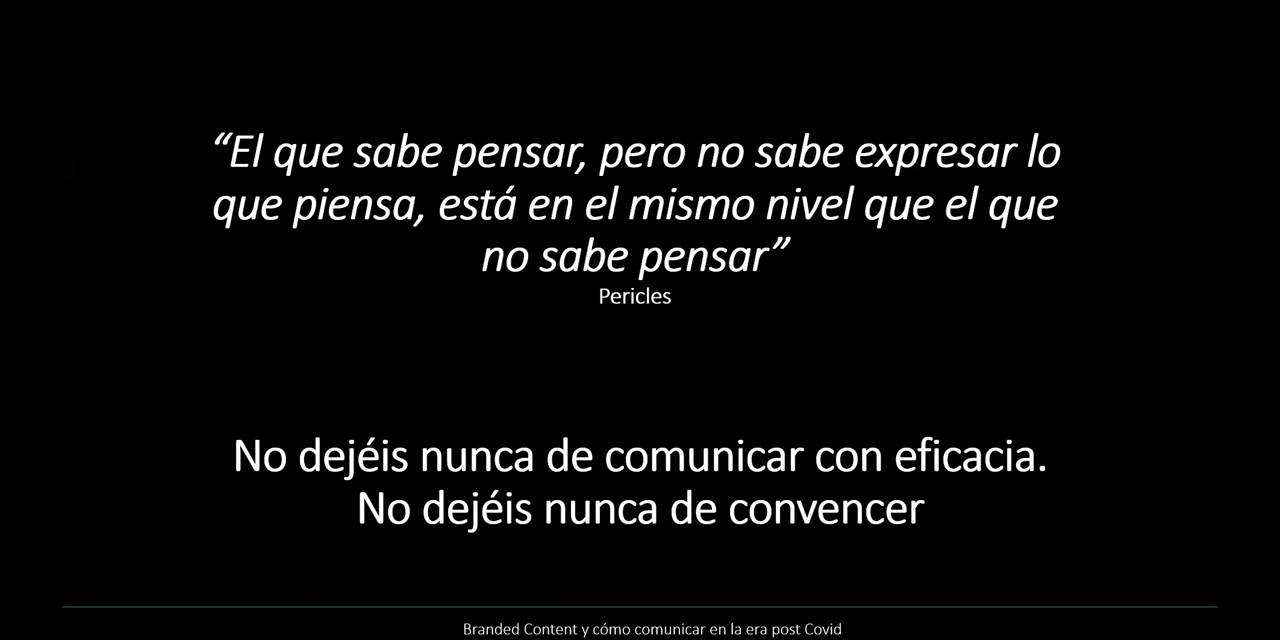 “El que sabe pensar, pero no sabe expresar lo
que piensa, está en el mismo nivel que el que
no sabe pensar”
Pericles
No dejéis nunca de comunicar con eficacia.
No dejéis nunca de convencer
Branded Content y cómo comunicar en la era post Covid